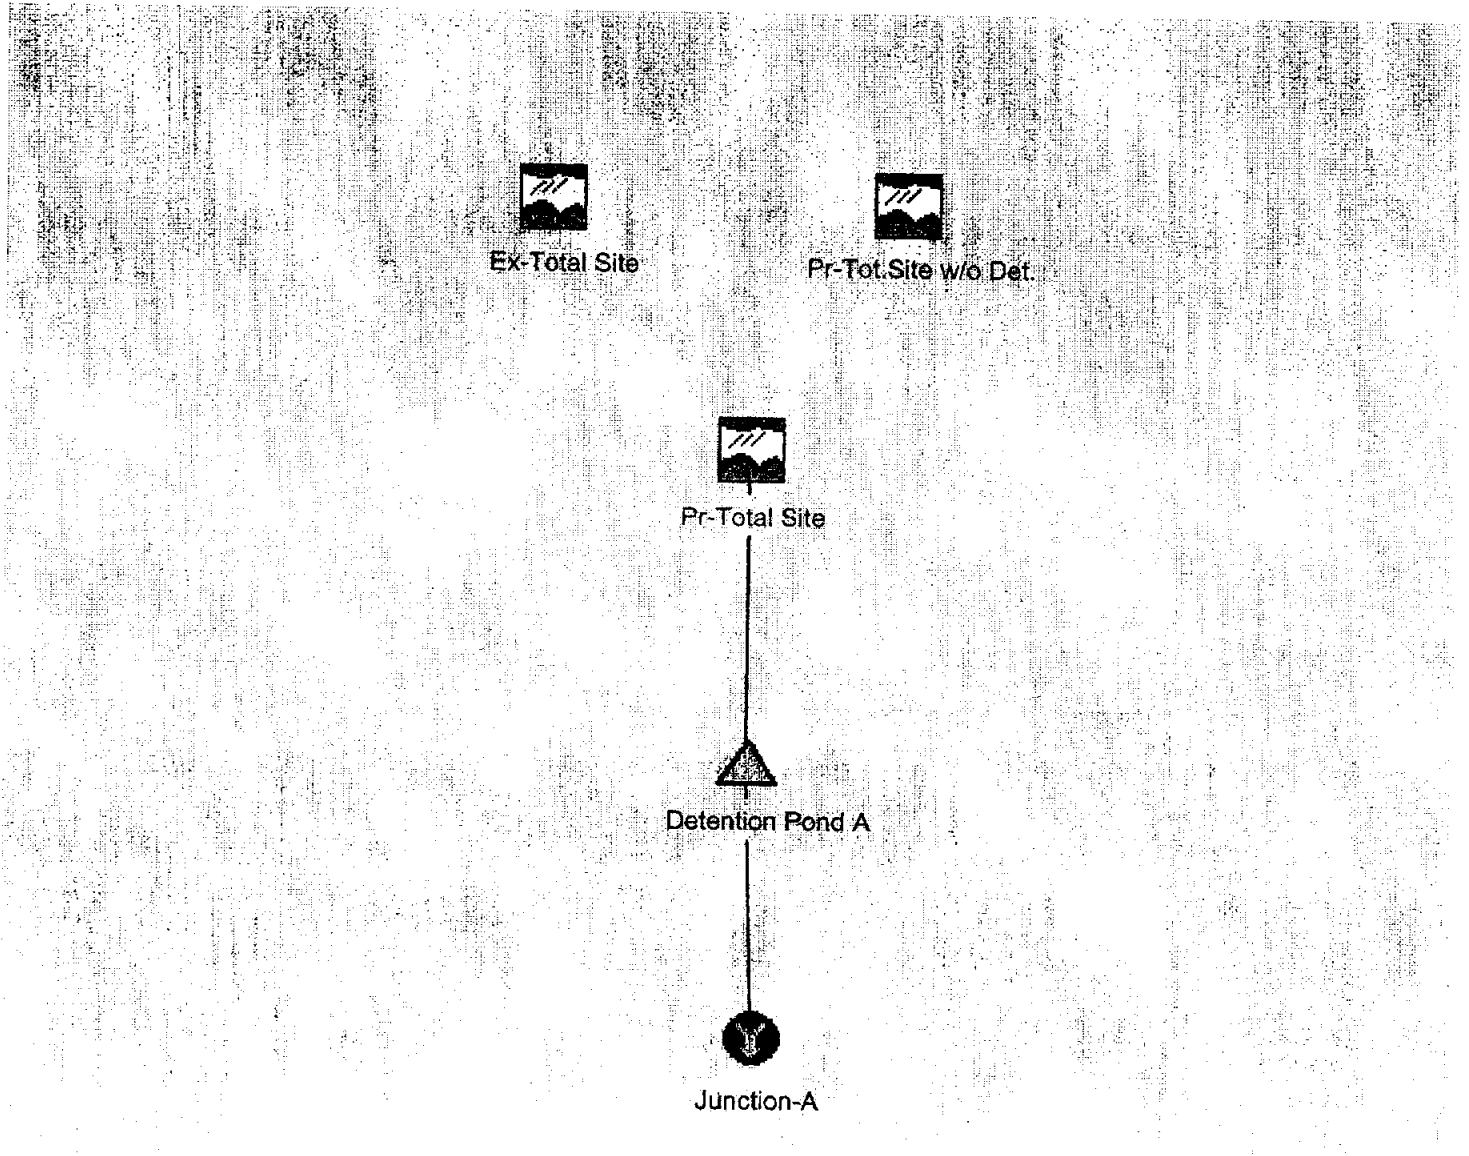 Ex-Total Site
Pr-Tot.Site w/o Det.
Pr-Total Site
Detention Pond A
Junction-A